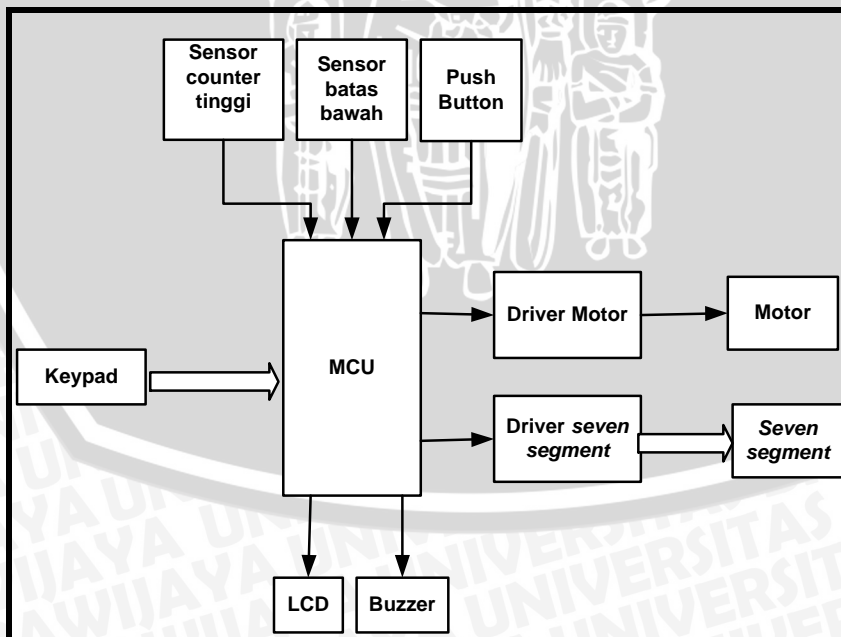 Sensor
counter
tinggi
Sensor
batas
bawah
Push
Button
MCU
Driver Motor
Motor
Keypad
Driver seven
segment
Seven
segment
LCD
Buzzer